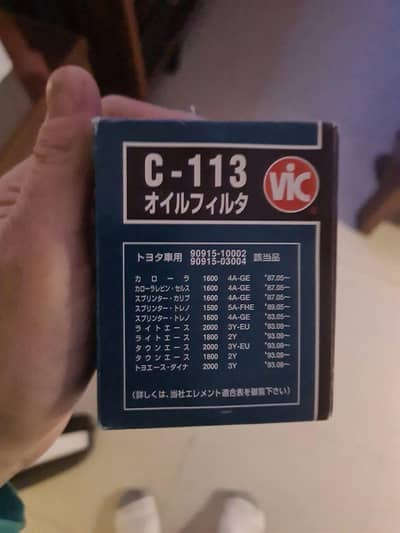 C-113
VIC
オイルフィルタ
トヨタ車用 90915-10002 該当品
90915-03004
カローラ 1600 4A-GE '87.05～
カローラレビン・セルス 1600 4A-GE '87.05～
スプリンター・カリブ 1600 4A-GE '87.05～
スプリンター・トレノ 1500 5A-FHE '89.05～
スプリンター・トレノ 1600 4A-GE '83.05～
ライトエース 2000 3Y-EU '93.09～
ライトエース 1800 2Y '93.09～
タウンエース 2000 3Y-EU '93.09～
タウンエース 1800 2Y '93.09～
トヨエース・ダイナ 2000 3Y '93.09～
(詳しくは、当社エレメント適合表を御覧下さい)